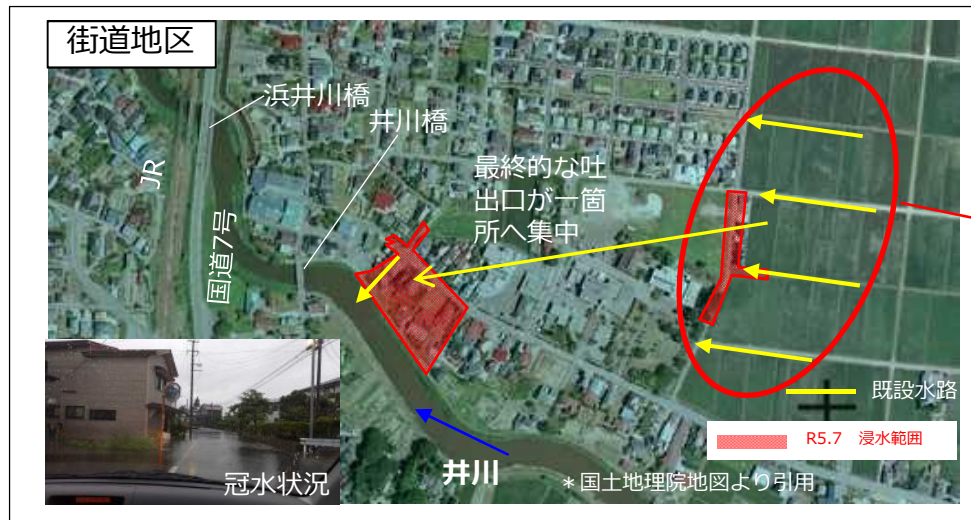 街道地区
浜井川橋
井川橋
JR
国道7号
最終的な吐
出口が一箇
所へ集中
既設水路
R5.7 浸水範囲
冠水状況
井川
＊国土地理院地図より引用